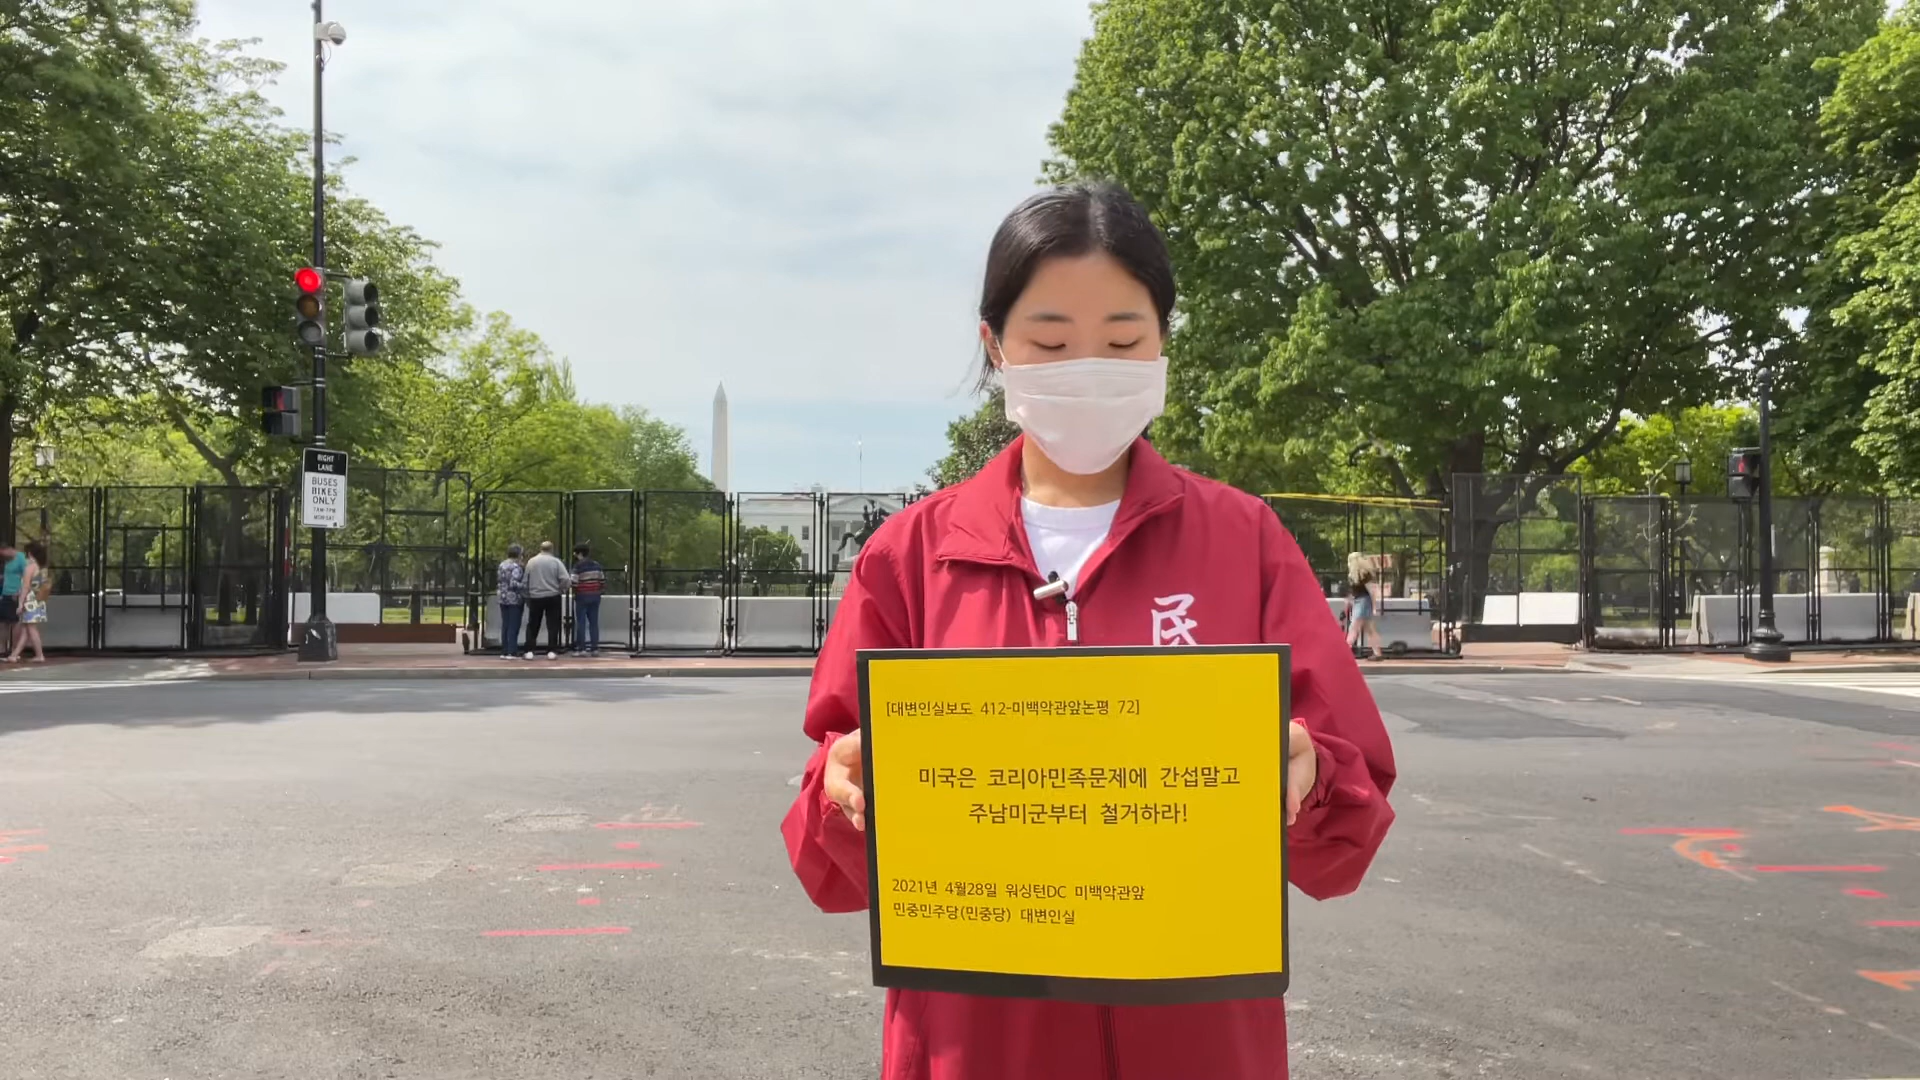 RIGHT
LANE
BUSES
BIKES
ONLY
7AM-7PM
MON-SAT
民
[대변인실보도 412-미백악관앞논평 72]
미국은 코리아민족문제에 간섭말고
주남미군부터 철거하라!
2021년 4월28일 워싱턴DC 미백악관앞
민중민주당(민중당) 대변인실